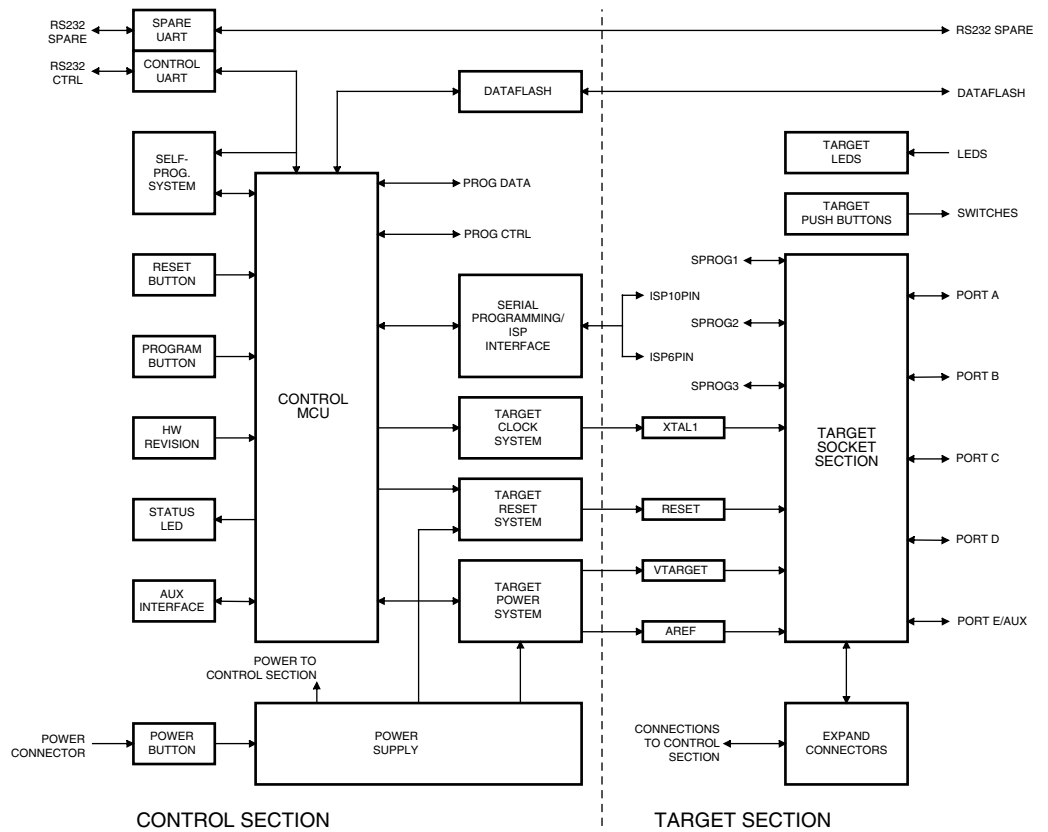 RS232
SPARE
SPARE
UART
RS232 SPARE
RS232
CTRL
CONTROL
UART
DATAFLASH
DATAFLASH
SELF-
PROG.
SYSTEM
TARGET
LEDS
LEDS
PROG DATA
TARGET
PUSH BUTTONS
SWITCHES
PROG CTRL
RESET
BUTTON
SPROG1
SERIAL
PROGRAMMING/
ISP
INTERFACE
ISP10PIN
PORT A
SPROG2
PROGRAM
BUTTON
ISP6PIN
PORT B
SPROG3
CONTROL
MCU
HW
REVISION
TARGET
CLOCK
SYSTEM
XTAL1
TARGET
SOCKET
SECTION
PORT C
STATUS
LED
TARGET
RESET
SYSTEM
RESET
PORT D
AUX
INTERFACE
TARGET
POWER
SYSTEM
VTARGET
AREF
PORT E/AUX
POWER TO
CONTROL SECTION
POWER
CONNECTOR
POWER
BUTTON
POWER
SUPPLY
CONNECTIONS
TO CONTROL
SECTION
EXPAND
CONNECTORS
CONTROL SECTION
TARGET SECTION